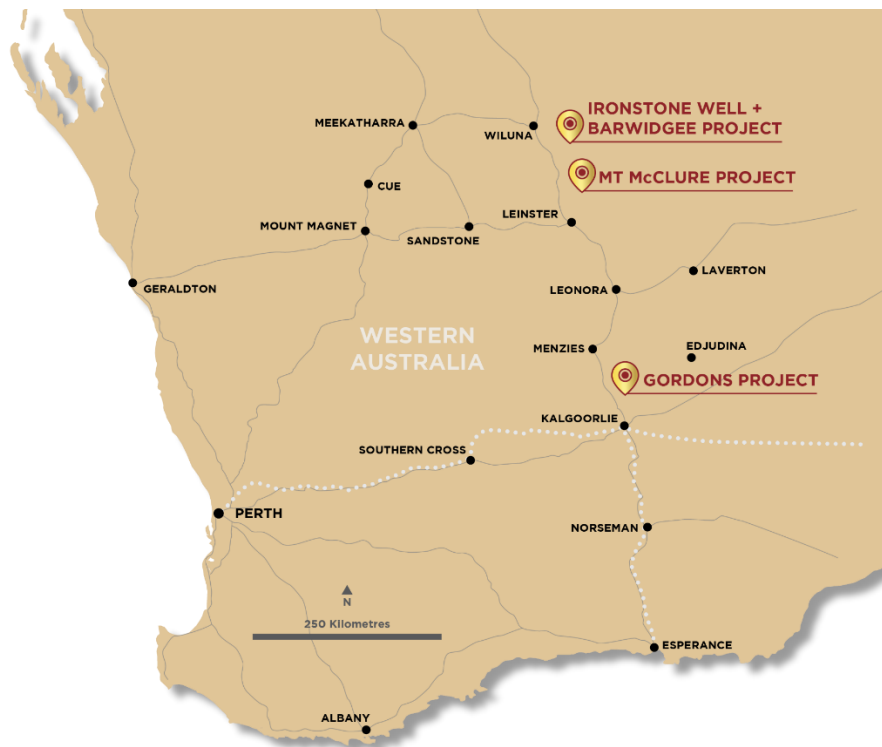 IRONSTONE WELL +
BARWIDGEE PROJECT
MEEKATHARRA
WILUNA
MT McCLURE PROJECT
CUE
LEINSTER
MOUNT MAGNET
SANDSTONE
LAVERTON
GERALDTON
LEONORA
WESTERN
AUSTRALIA
MENZIES
EDJUDINA
GORDONS PROJECT
KALGOORLIE
SOUTHERN CROSS
PERTH
NORSEMAN
N
250 Kilometres
ESPERANCE
ALBANY